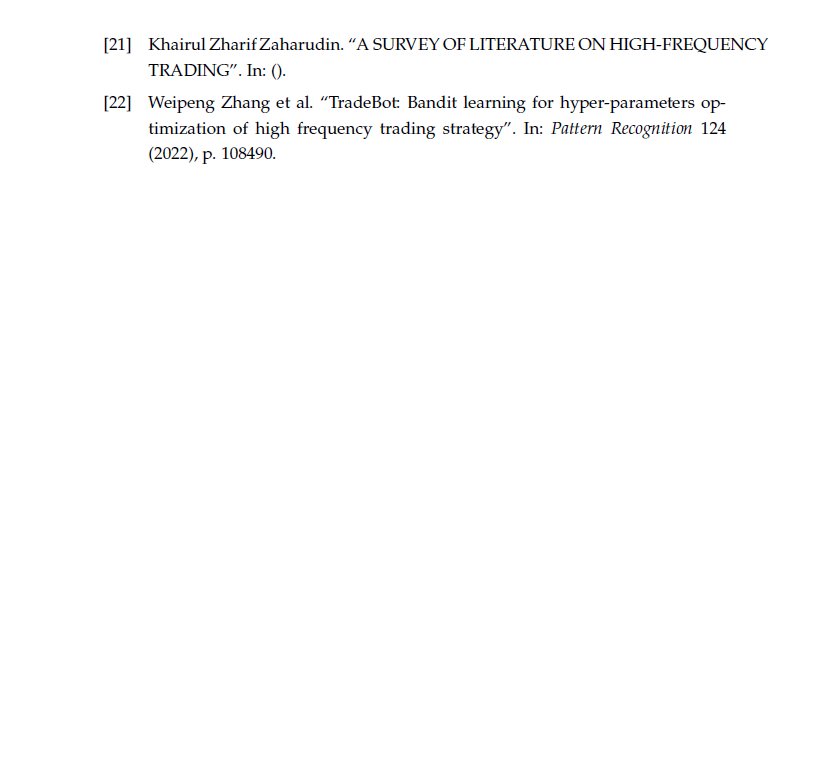 [21] Khairul Zharif Zaharudin. “A SURVEY OF LITERATURE ON HIGH-FREQUENCY
TRADING”. In: ().
[22] Weipeng Zhang et al. “TradeBot: Bandit learning for hyper-parameters op-
timization of high frequency trading strategy”. In: Pattern Recognition 124
(2022), p. 108490.